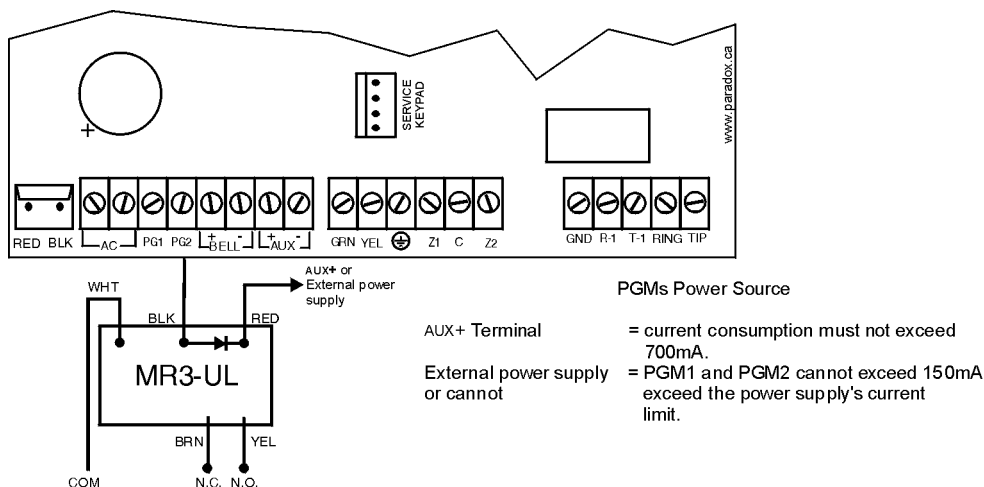 www.paradox.ca
SERVICE
KEYPAD
+
RED BLK
AC
PG1 PG2
+ -
BELL
+ -
AUX
GRN YEL
Z1 C Z2
GND R-1 T-1 RING TIP
WHT
AUX+ or
External power
supply
BLK
RED
MR3-UL
BRN
YEL
COM
N.C. N.O.
PGMs Power Source
AUX+ Terminal = current consumption must not exceed
700mA.
External power supply = PGM1 and PGM2 cannot exceed 150mA
or cannot exceed the power supply's current
limit.